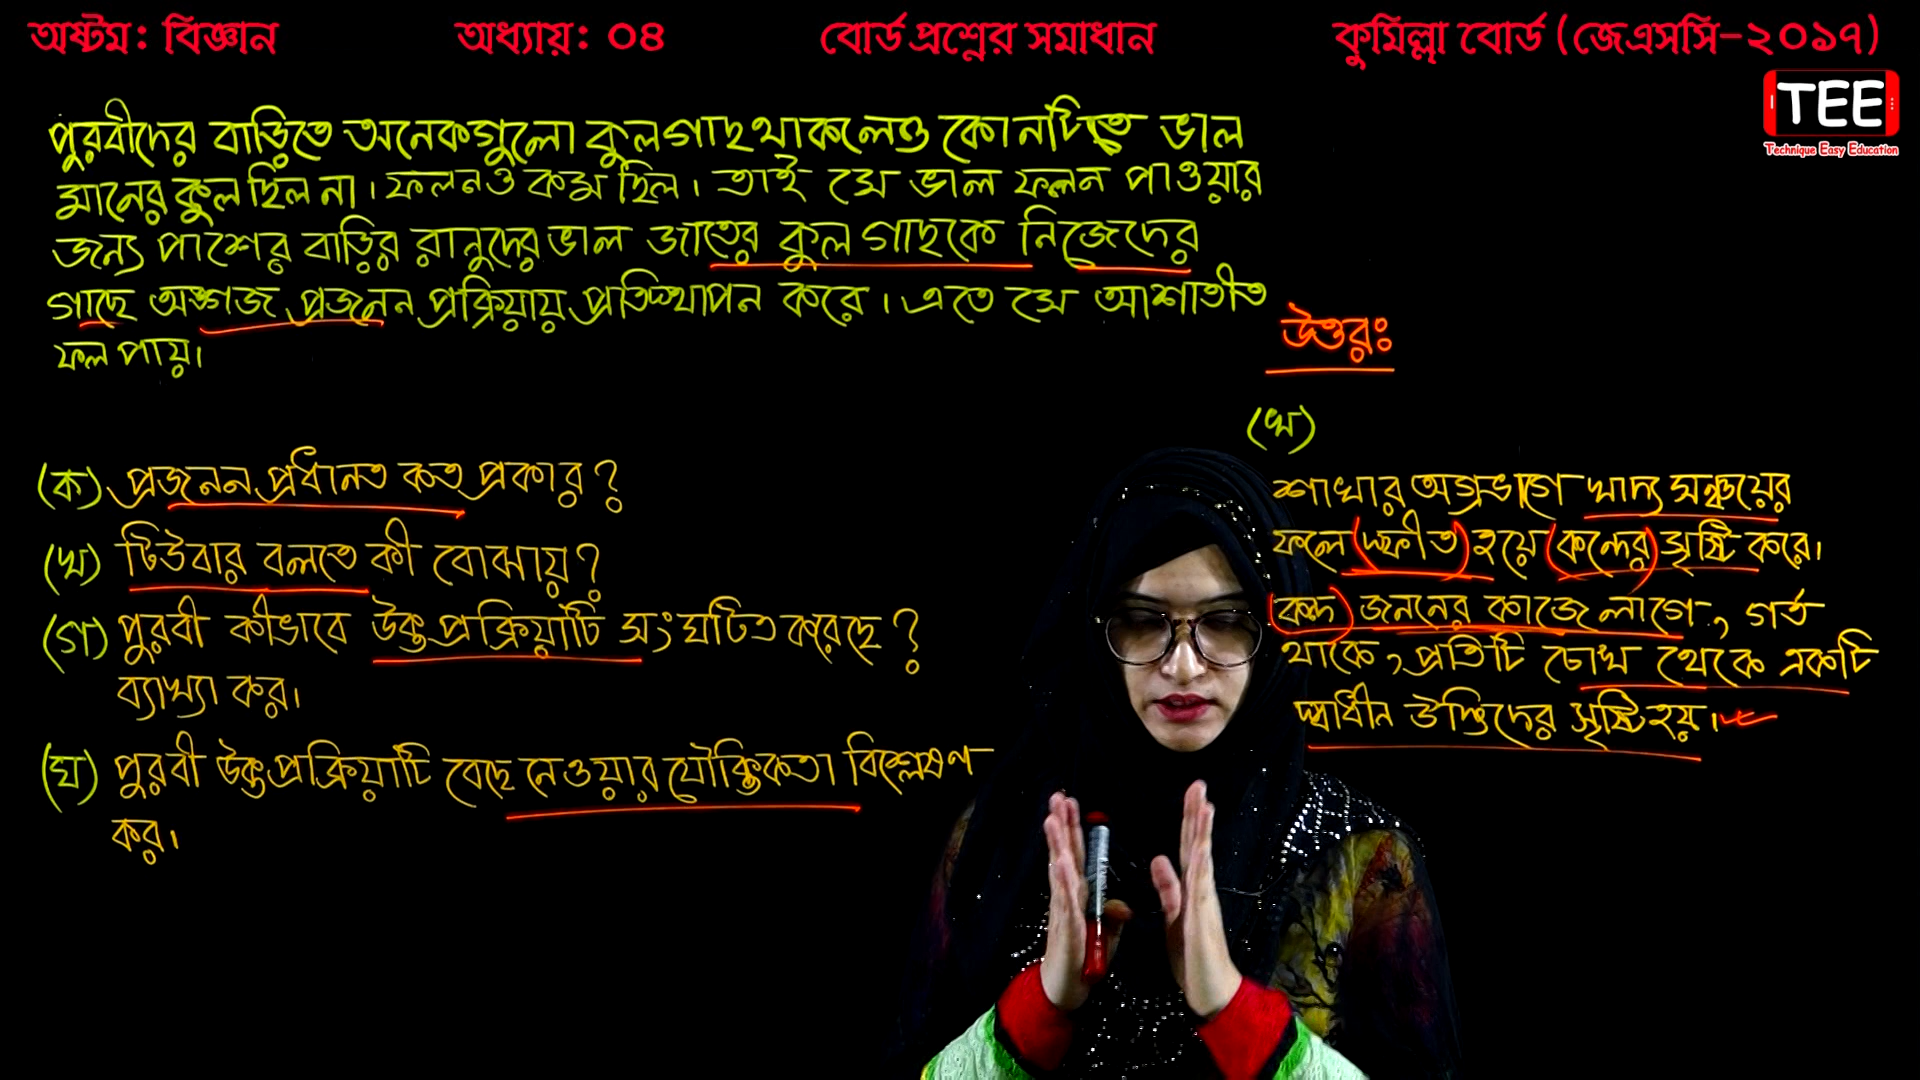 অষ্টম: বিজ্ঞান অধ্যায়: ০৪ বোর্ড প্রশ্নের সমাধান কুমিল্লা বোর্ড (জেএসসি-২০১৭)
TEE
Technique Easy Education
পুরবীদের বাড়িতে অনেকগুলো কুলগাছ থাকলেও কোনটিতে ভাল
মানের কুল ছিল না। ফলনও কম ছিল। তাই সে ভাল ফলন পাওয়ার
জন্য পাশের বাড়ির রানুদের ভাল জাতের কুল গাছকে নিজেদের
গাছে অঙ্গজ প্রজনন প্রক্রিয়ায় প্রতিস্থাপন করে। এতে সে আশাতীত
ফল পায়।
(ক) প্রজনন প্রধানত কত প্রকার?
(খ) টিউবার বলতে কী বোঝায়?
(গ) পুরবী কীভাবে উক্ত প্রক্রিয়াটি সংঘটিত করেছে?
ব্যাখ্যা কর।
(ঘ) পুরবী উক্ত প্রক্রিয়াটি বেছে নেওয়ার যৌক্তিকতা বিশ্লেষণ
কর।
উত্তরঃ
(খ)
শাখার অগ্রভাগে খাদ্য সঞ্চয়ের
ফলে স্ফীত হয়ে কন্দের সৃষ্টি করে।
কন্দ জননের কাজে লাগে, গর্ত
থাকে, প্রতিটি চোখ থেকে একটি
স্বাধীন উদ্ভিদের সৃষ্টি হয়।